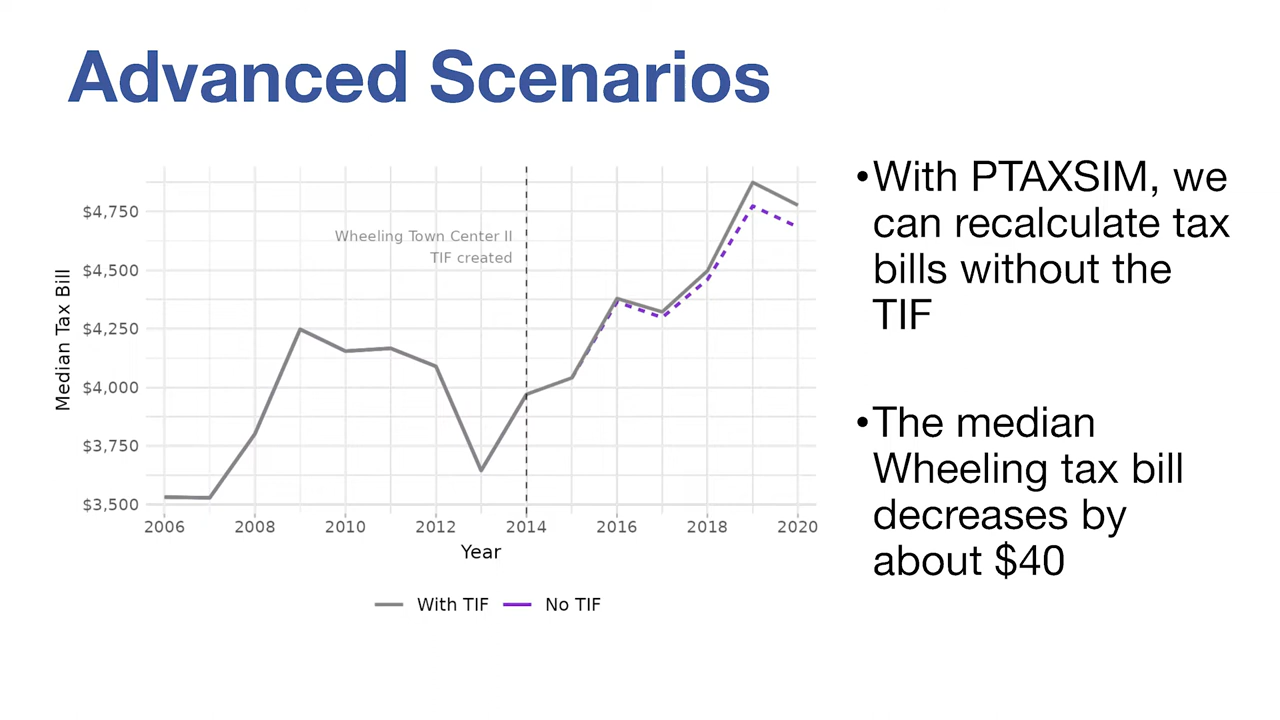 Advanced Scenarios
Median Tax Bill
$4,750
$4,500
$4,250
$4,000
$3,750
$3,500
Wheeling Town Center II
TIF created
2006 2008 2010 2012 2014 2016 2018 2020
Year
With TIF No TIF
•With PTAXSIM, we
can recalculate tax
bills without the
TIF
•The median
Wheeling tax bill
decreases by
about $40